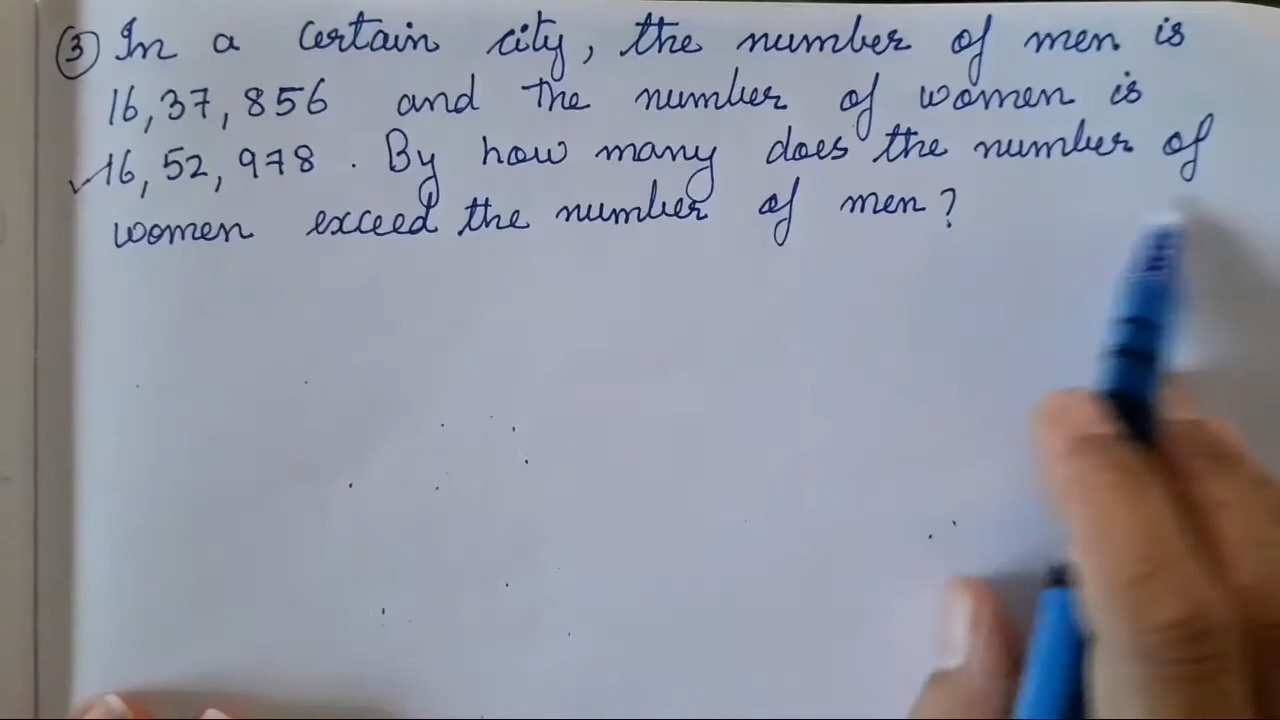 ③ In a certain city, the number of men is
16,37,856 and the number of women is
✓16,52,978. By how many does the number of
women exceed the number of men?